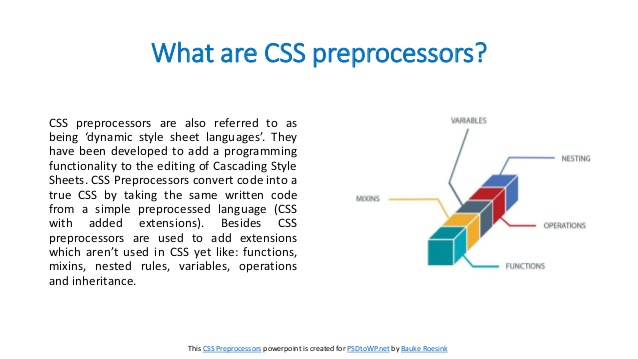 What are CSS preprocessors?
CSS preprocessors are also referred to as
being ‘dynamic style sheet languages’. They
have been developed to add a programming
functionality to the editing of Cascading Style
Sheets. CSS Preprocessors convert code into a
true CSS by taking the same written code
from a simple preprocessed language (CSS
with added extensions). Besides CSS
preprocessors are used to add extensions
which aren’t used in CSS yet like: functions,
mixins, nested rules, variables, operations
and inheritance.
VARIABLES
NESTING
MIXINS
OPERATIONS
FUNCTIONS
This CSS Preprocessors powerpoint is created for PSDtoWP.net by Bauke Roesink